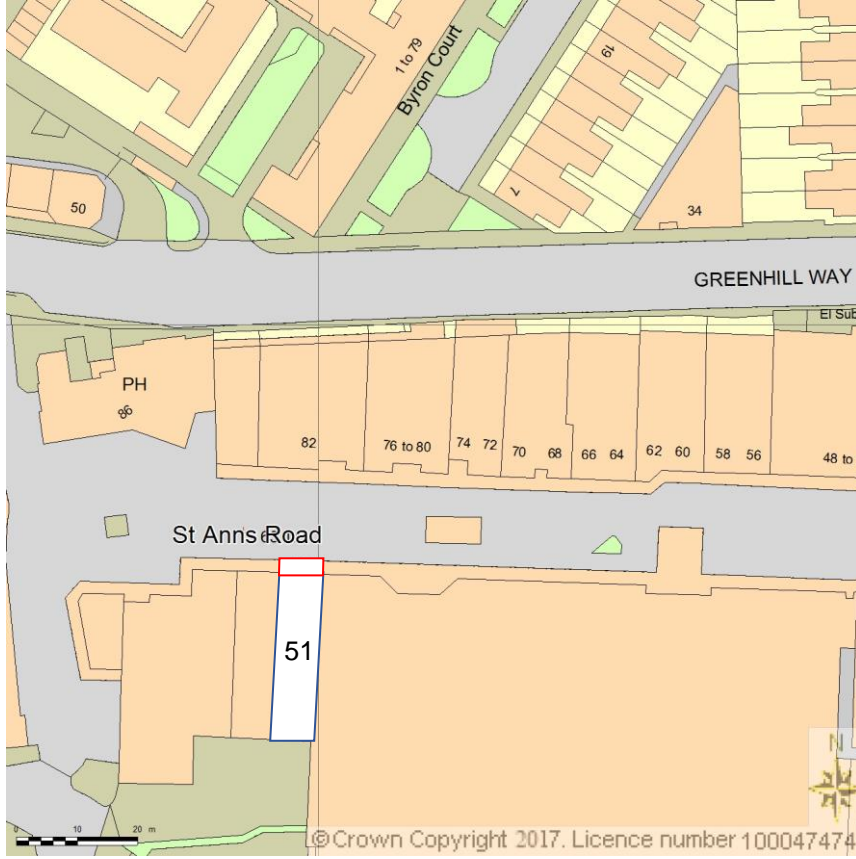 1 to 79
Byron Court
19
7
34
50
GREENHILL WAY
El Sub
PH
86
82
76 to 80
74
72
70
68
66
64
62
60
58
56
48 to
St Anns Road
51
N
0 10 20 m
©Crown Copyright 2017. Licence number 100047474